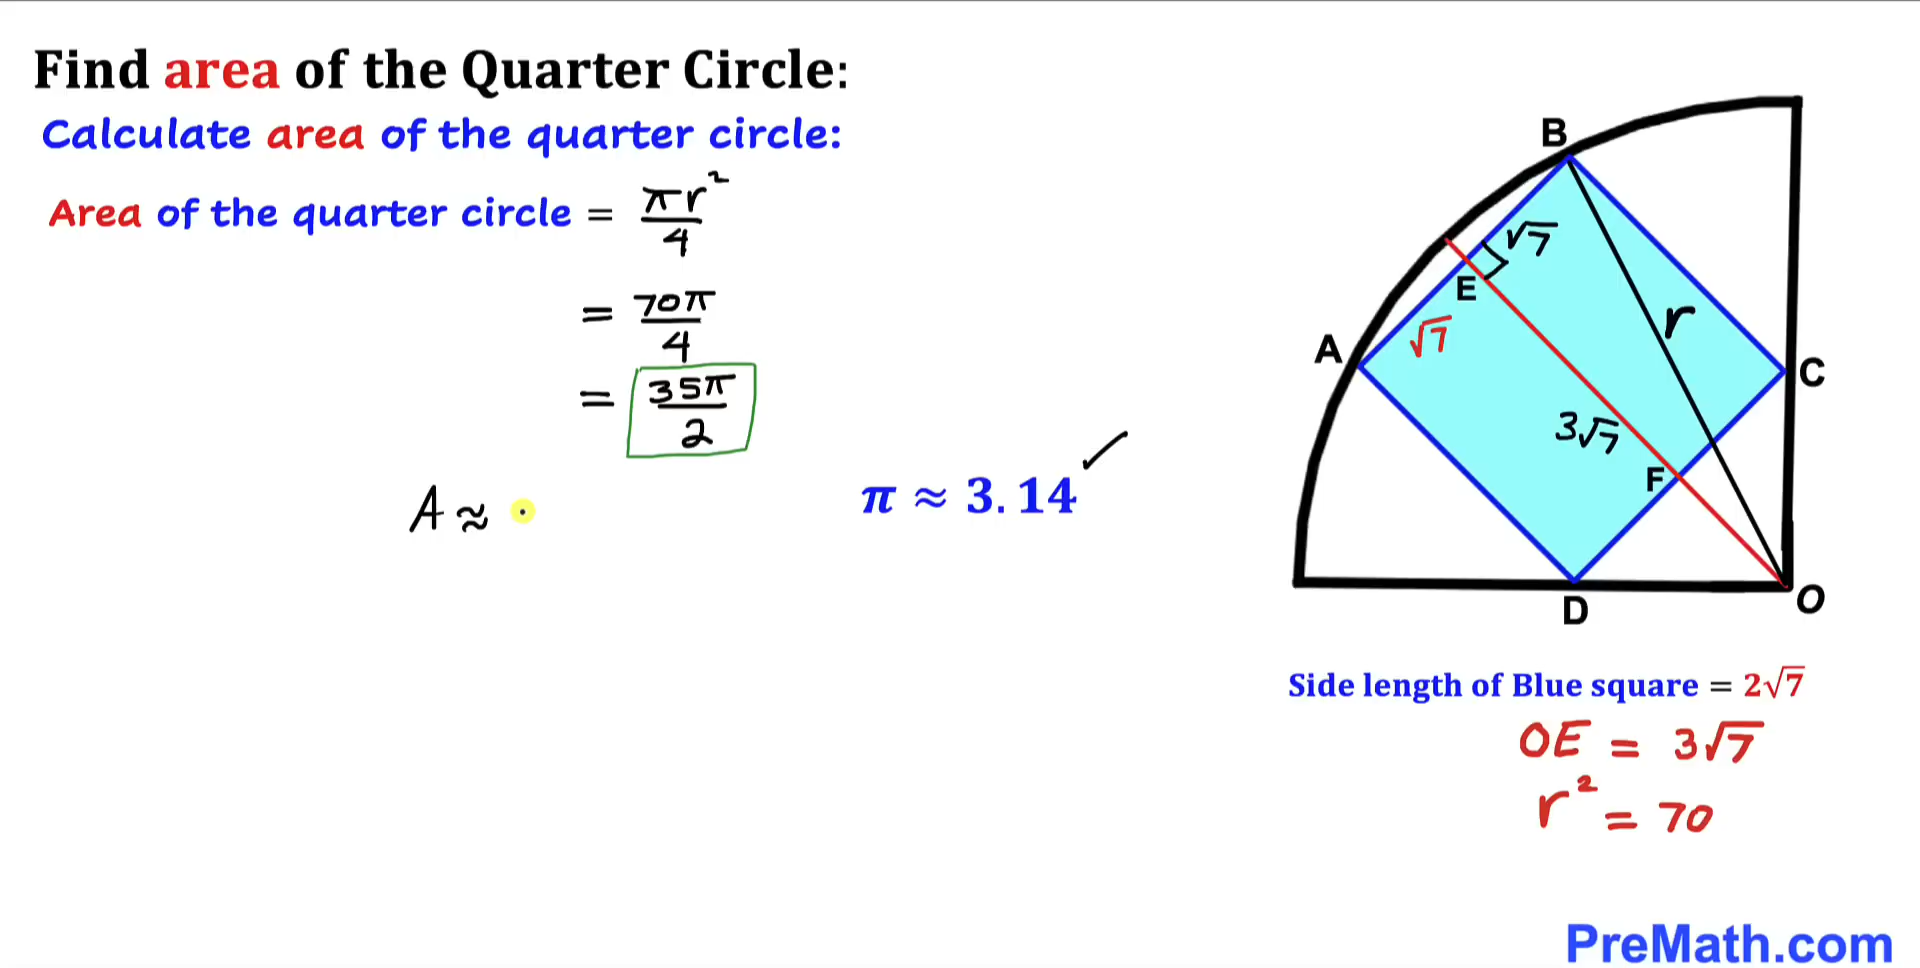 Find area of the Quarter Circle:
Calculate area of the quarter circle:
Area of the quarter circle = πr²/4
= 70π/4
= 35π/2
A ≈
π ≈ 3.14 ✓
B
√7
E
r
√7
A
C
3√7
F
O
D
Side length of Blue square = 2√7
OE = 3√7
r² = 70
PreMath.com